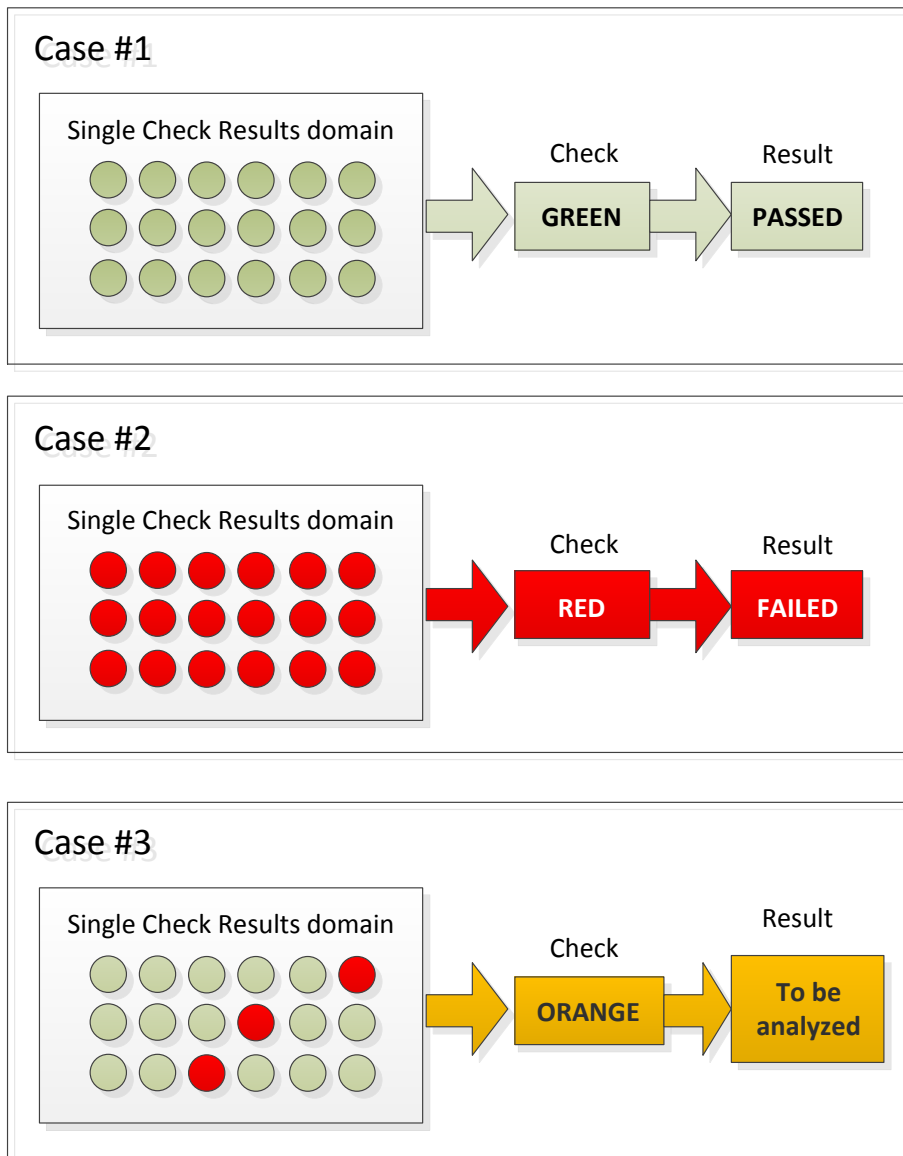 Case #1
Single Check Results domain
Check
Result
GREEN
PASSED
Case #2
Single Check Results domain
Check
Result
RED
FAILED
Case #3
Single Check Results domain
Check
Result
ORANGE
To be
analyzed